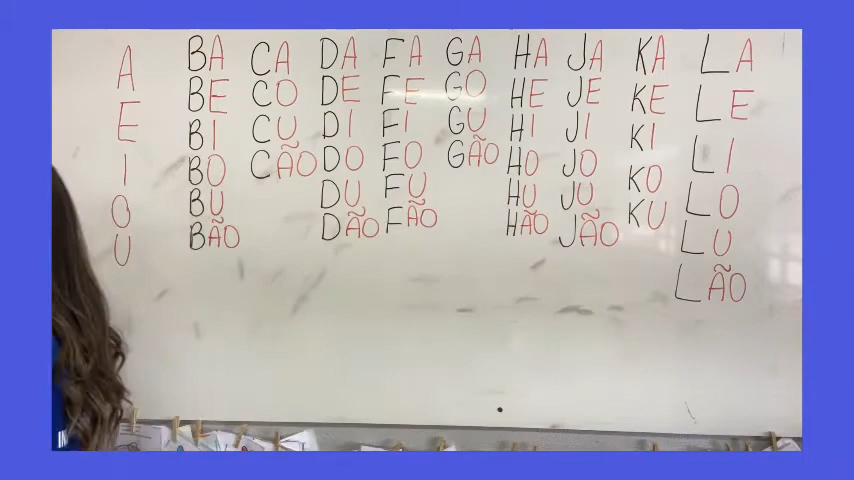 A
E
I
O
U
BA
BE
BI
BO
BU
BÃO
CA
CO
CU
CÃO
DA
DE
DI
DO
DU
DÃO
FA
FE
FI
FO
FU
FÃO
GA
GO
GU
GÃO
HA
HE
HI
HO
HU
HÃO
JA
JE
JI
JO
JU
JÃO
KA
KE
KI
KO
KU
LA
LE
LI
LO
LU
LÃO